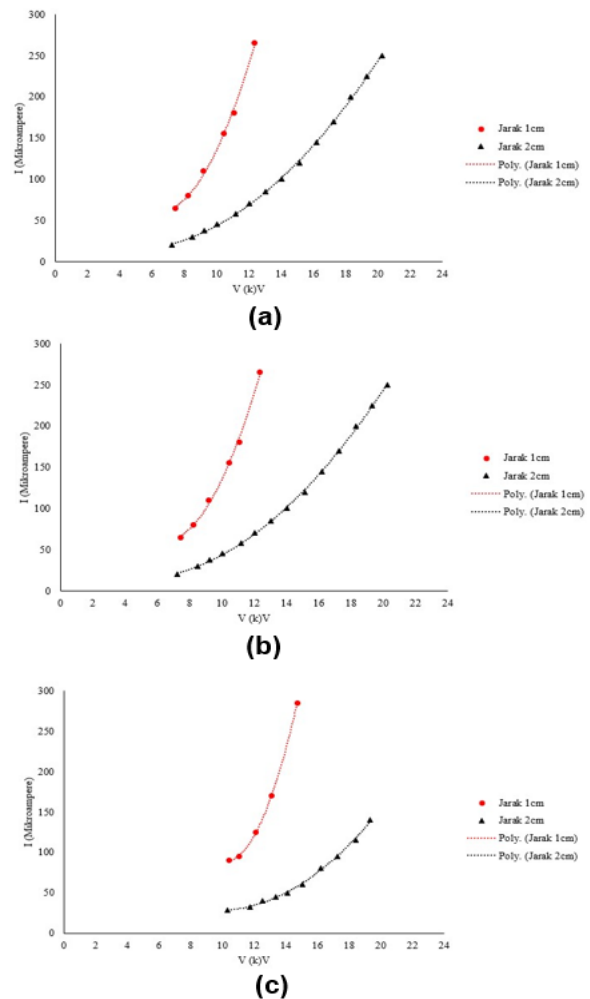 300
250
200
150
100
50
0
I (Mikroampere)
0 2 4 6 8 10 12 14 16 18 20 22 24
V (k)V
Jarak 1cm
Jarak 2cm
Poly. (Jarak 1cm)
Poly. (Jarak 2cm)
(a)
300
250
200
150
100
50
0
I (Mikroampere)
0 2 4 6 8 10 12 14 16 18 20 22 24
V (k)V
Jarak 1cm
Jarak 2cm
Poly. (Jarak 1cm)
Poly. (Jarak 2cm)
(b)
300
250
200
150
100
50
0
I (Mikroampere)
0 2 4 6 8 10 12 14 16 18 20 22 24
V (k)V
Jarak 1cm
Jarak 2cm
Poly. (Jarak 1cm)
Poly. (Jarak 2cm)
(c)